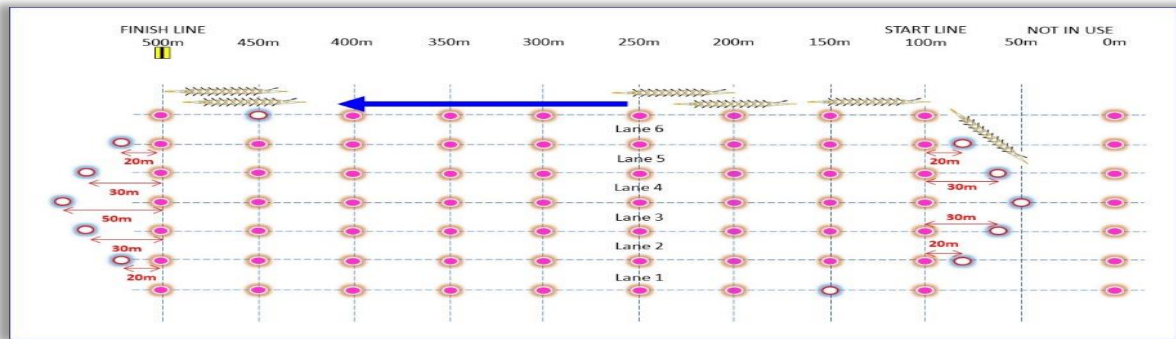 FINISH LINE START LINE NOT IN USE
500m 450m 400m 350m 300m 250m 200m 150m 100m 50m 0m
Lane 6
20m 20m
Lane 5
30m 30m
Lane 4
50m
Lane 3
30m 30m
Lane 2
20m 20m
Lane 1